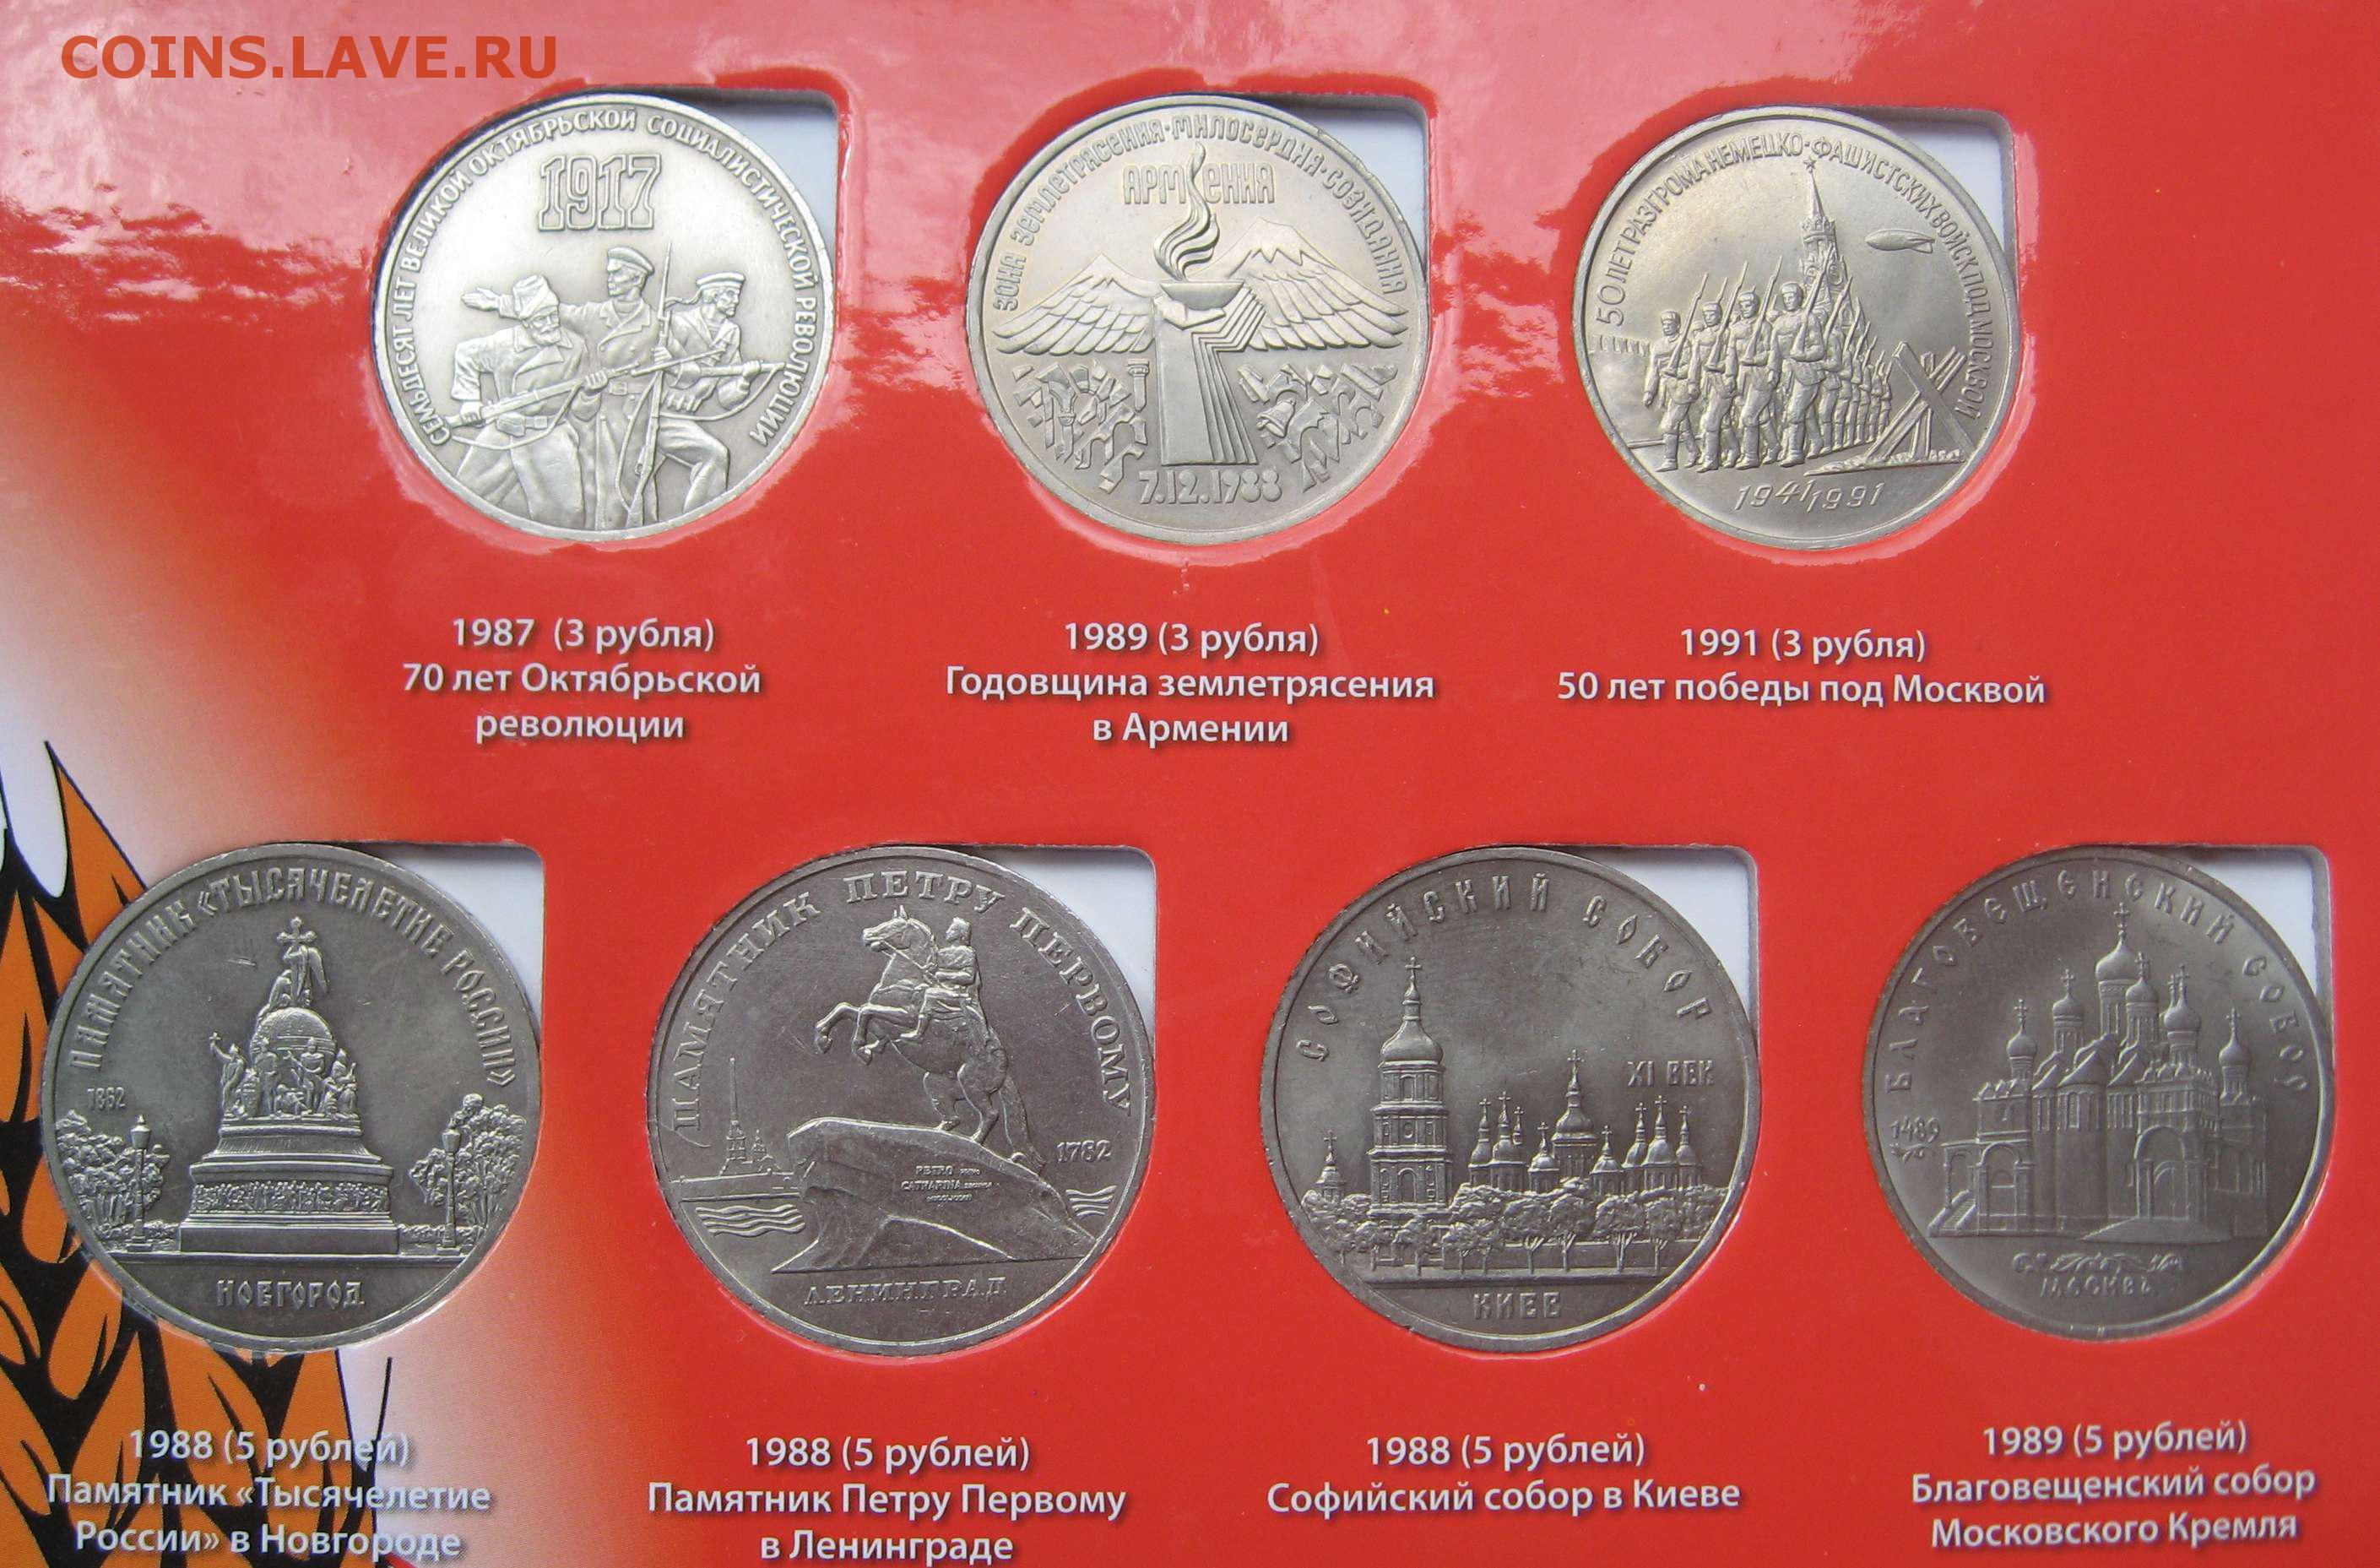 COINS.LAVE.RU
СЕМЬДЕСЯТ ЛЕТ ВЕЛИКОЙ ОКТЯБРЬСКОЙ СОЦИАЛИСТИЧЕСКОЙ РЕВОЛЮЦИИ
1917
ЗОНА ЗЕМЛЕТРЯСЕНИЯ·МИЛОСЕРДИЯ·СОЗИДАНИЯ
АРМЕНИЯ
7.12.1988
50 ЛЕТ РАЗГРОМА НЕМЕЦКО-ФАШИСТСКИХ ВОЙСК ПОД МОСКВОЙ
1941/1991
1987 (3 рубля)
70 лет Октябрьской
революции
1989 (3 рубля)
Годовщина землетрясения
в Армении
1991 (3 рубля)
50 лет победы под Москвой
ПАМЯТНИК «ТЫСЯЧЕЛЕТИЕ РОССИИ»
1862
НОВГОРОД
ПАМЯТНИК ПЕТРУ ПЕРВОМУ
1782
PETRO
CATHARINA
ЛЕНИНГРАД
СОФИЙСКИЙ СОБОР
XI ВЕК
КИЕВ
БЛАГОВЕЩЕНСКИЙ СОБОР
1489
МОСКВА
1988 (5 рублей)
Памятник «Тысячелетие
России» в Новгороде
1988 (5 рублей)
Памятник Петру Первому
в Ленинграде
1988 (5 рублей)
Софийский собор в Киеве
1989 (5 рублей)
Благовещенский собор
Московского Кремля